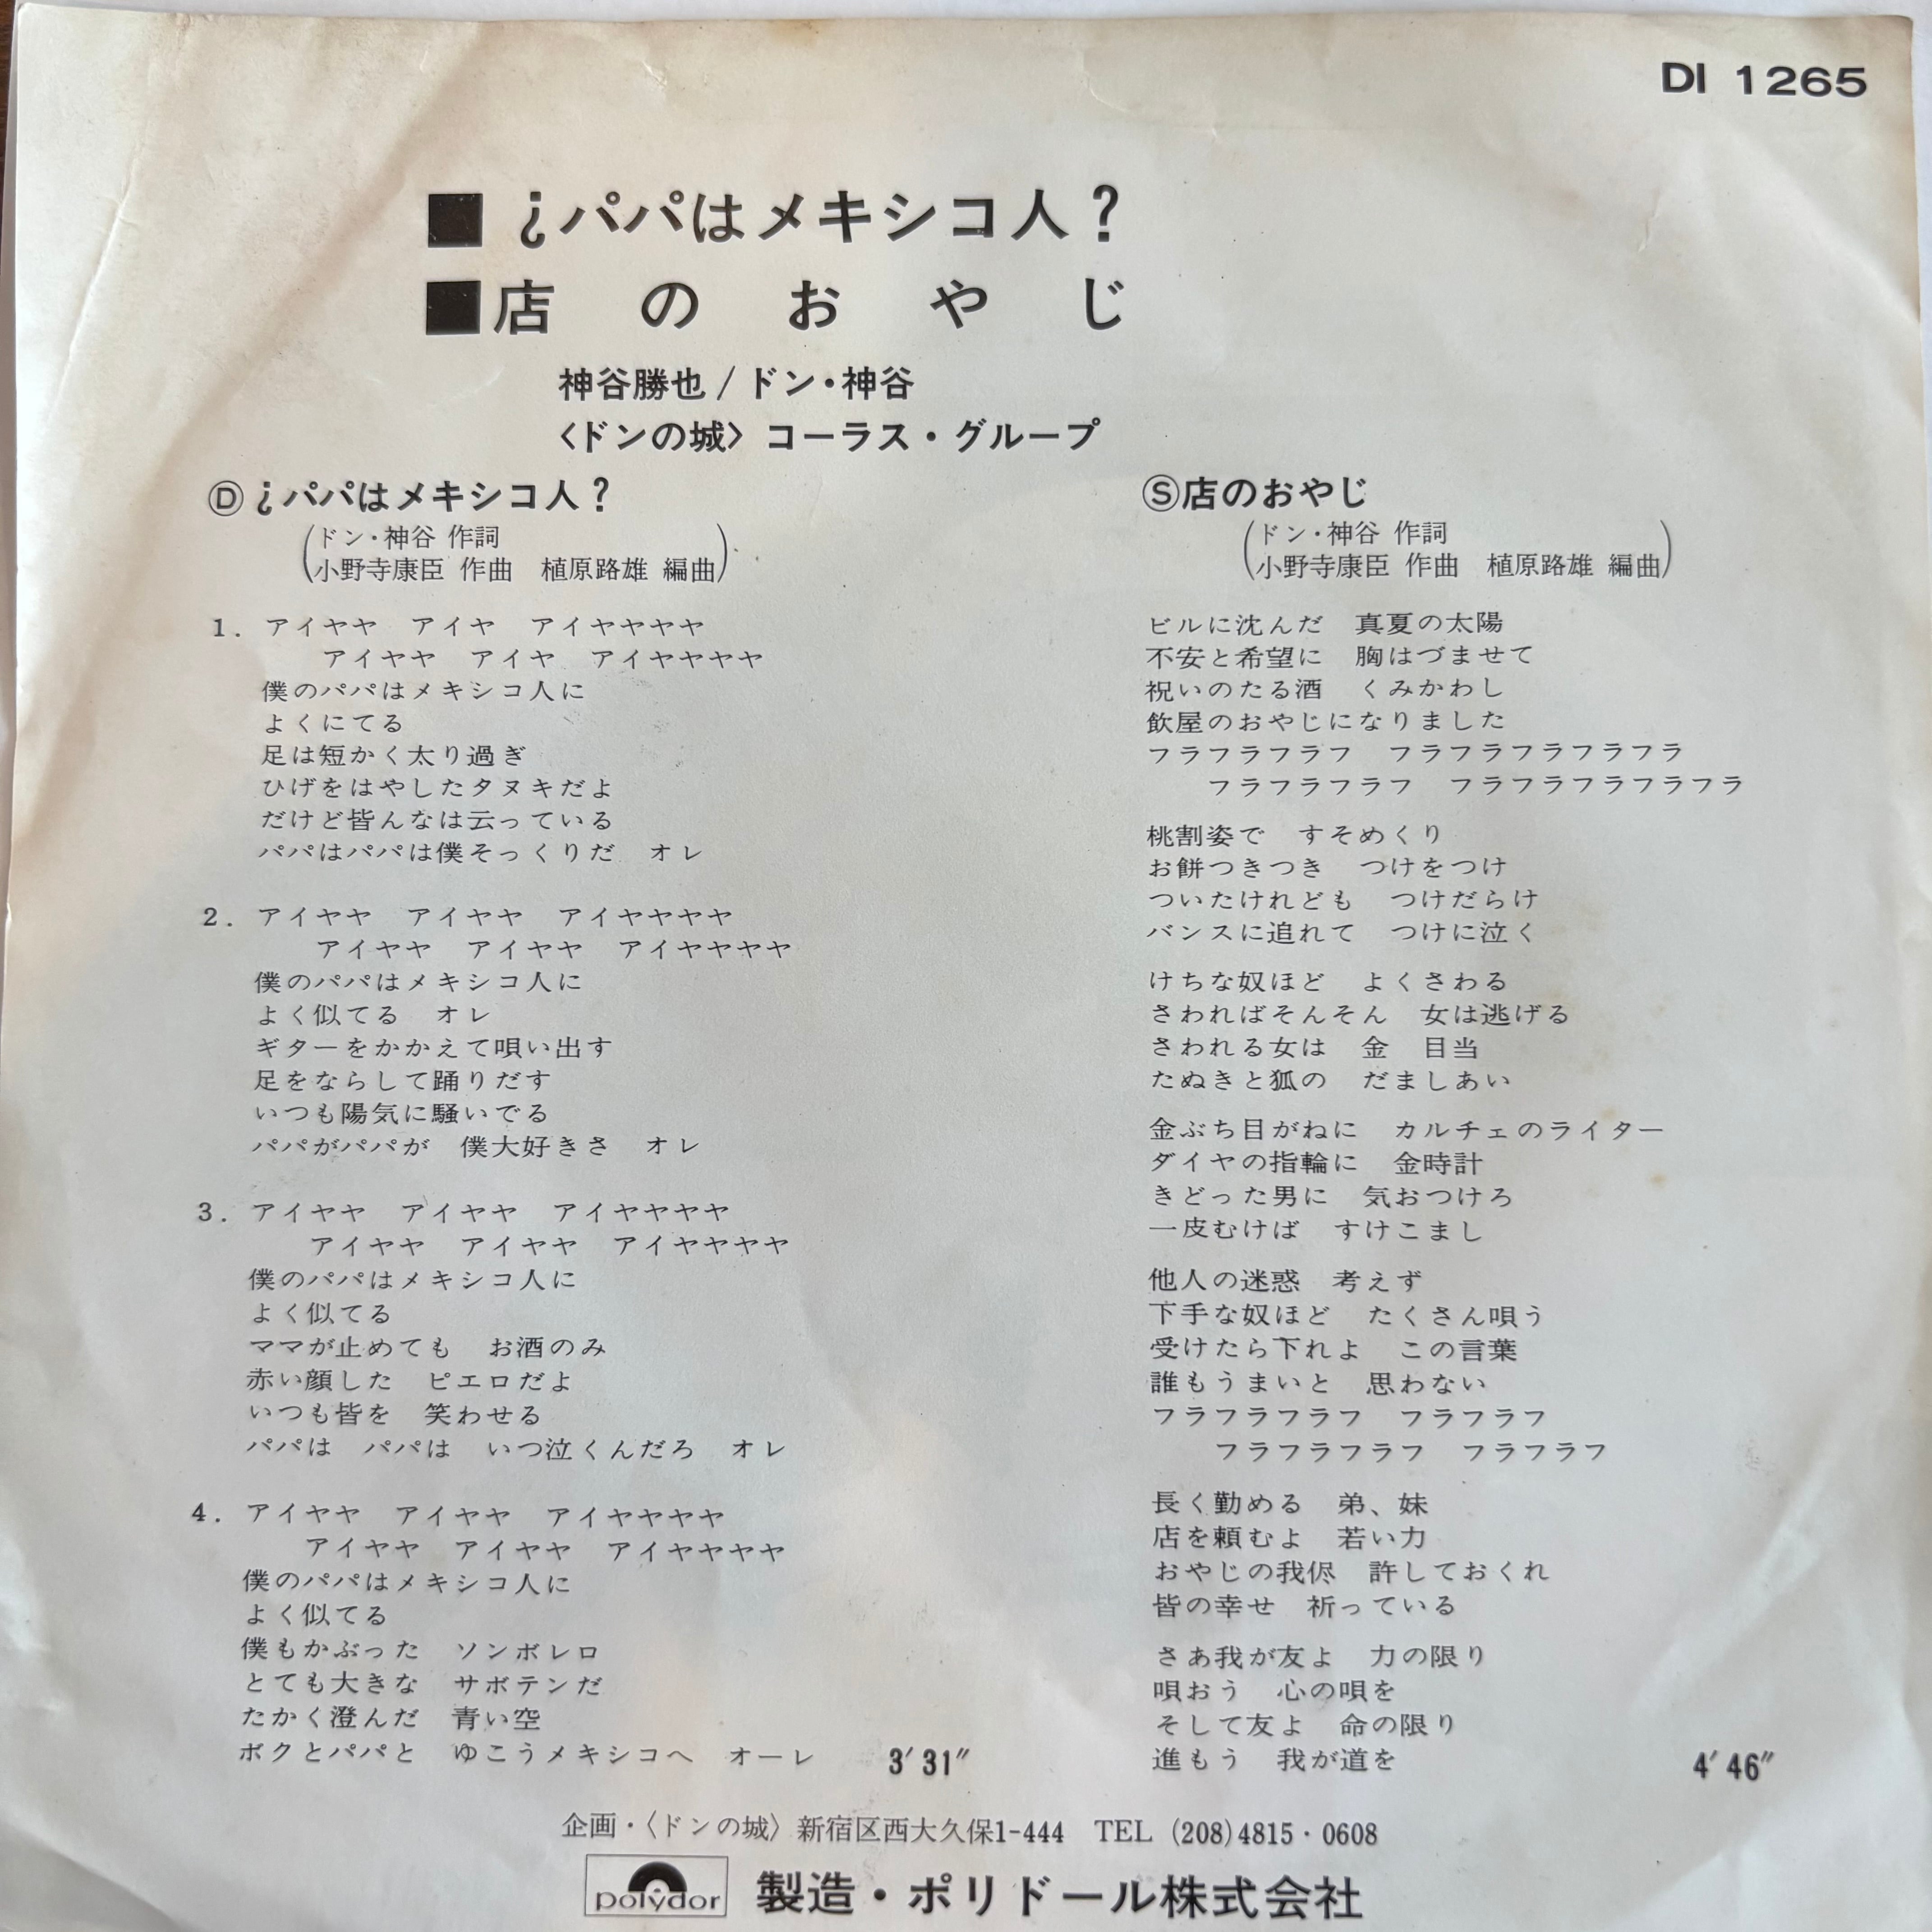 DI 1265
■ ¿パパはメキシコ人?
■店のおやじ
神谷勝也/ドン・神谷
〈ドンの城〉コーラス・グループ
Ⓓ ¿パパはメキシコ人?
(ドン・神谷 作詞
小野寺康臣 作曲 植原路雄 編曲)
1. アイヤヤ アイヤ アイヤヤヤヤ
アイヤヤ アイヤ アイヤヤヤヤ
僕のパパはメキシコ人に
よくにてる
足は短かく太り過ぎ
ひげをはやしたタヌキだよ
だけど皆んなは云っている
パパはパパは僕そっくりだ オレ
2. アイヤヤ アイヤヤ アイヤヤヤヤ
アイヤヤ アイヤヤ アイヤヤヤヤ
僕のパパはメキシコ人に
よく似てる オレ
ギターをかかえて唄い出す
足をならして踊りだす
いつも陽気に騒いでる
パパがパパが 僕大好きさ オレ
3. アイヤヤ アイヤヤ アイヤヤヤヤ
アイヤヤ アイヤヤ アイヤヤヤヤ
僕のパパはメキシコ人に
よく似てる
ママが止めても お酒のみ
赤い顔した ピエロだよ
いつも皆を 笑わせる
パパは パパは いつ泣くんだろ オレ
4. アイヤヤ アイヤヤ アイヤヤヤヤ
アイヤヤ アイヤヤ アイヤヤヤヤ
僕のパパはメキシコ人に
よく似てる
僕もかぶった ソンボレロ
とても大きな サボテンだ
たかく澄んだ 青い空
ボクとパパと ゆこうメキシコへ オーレ
3′31″
Ⓢ店のおやじ
(ドン・神谷 作詞
小野寺康臣 作曲 植原路雄 編曲)
ビルに沈んだ 真夏の太陽
不安と希望に 胸はづませて
祝いのたる酒 くみかわし
飲屋のおやじになりました
フラフラフラフ フラフラフラフラフラ
フラフラフラフ フラフラフラフラフラ
桃割姿で すそめくり
お餅つきつき つけをつけ
ついたけれども つけだらけ
バンスに追れて つけに泣く
けちな奴ほど よくさわる
さわればそんそん 女は逃げる
さわれる女は 金 目当
たぬきと狐の だましあい
金ぶち目がねに カルチェのライター
ダイヤの指輪に 金時計
きどった男に 気おつけろ
一皮むけば すけこまし
他人の迷惑 考えず
下手な奴ほど たくさん唄う
受けたら下れよ この言葉
誰もうまいと 思わない
フラフラフラフ フラフラフ
フラフラフラフ フラフラフ
長く勤める 弟、妹
店を頼むよ 若い力
おやじの我侭 許しておくれ
皆の幸せ 祈っている
さあ我が友よ 力の限り
唄おう 心の唄を
そして友よ 命の限り
進もう 我が道を
4′46″
企画・〈ドンの城〉新宿区西大久保1-444 TEL (208)4815・0608
polydor 製造・ポリドール株式会社